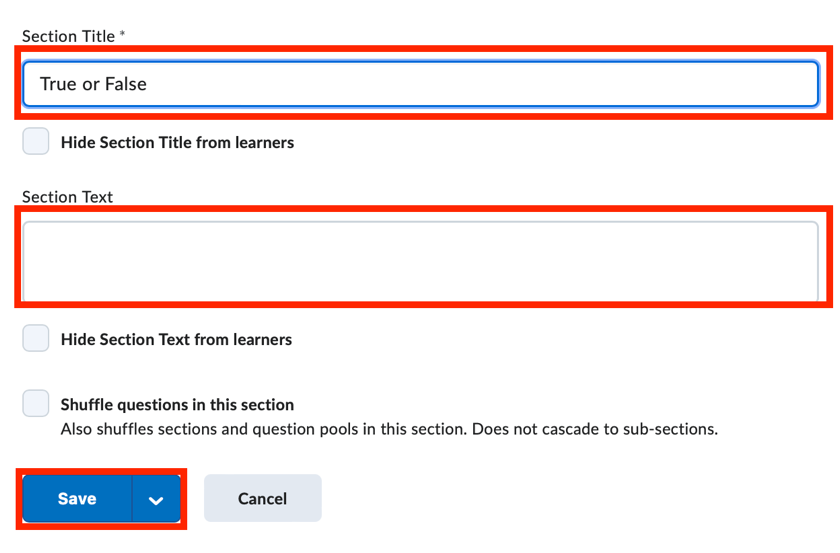 Section Title *
True or False
Hide Section Title from learners
Section Text
Hide Section Text from learners
Shuffle questions in this section
Also shuffles sections and question pools in this section. Does not cascade to sub-sections.
Save
Cancel